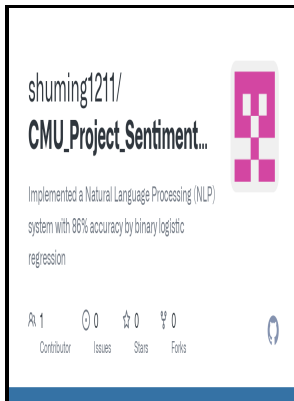 shuming1211/
CMU_Project_Sentiment...
Implemented a Natural Language Processing (NLP)
system with 86% accuracy by binary logistic
regression
1 0 0 0
Contributor Issues Stars Forks